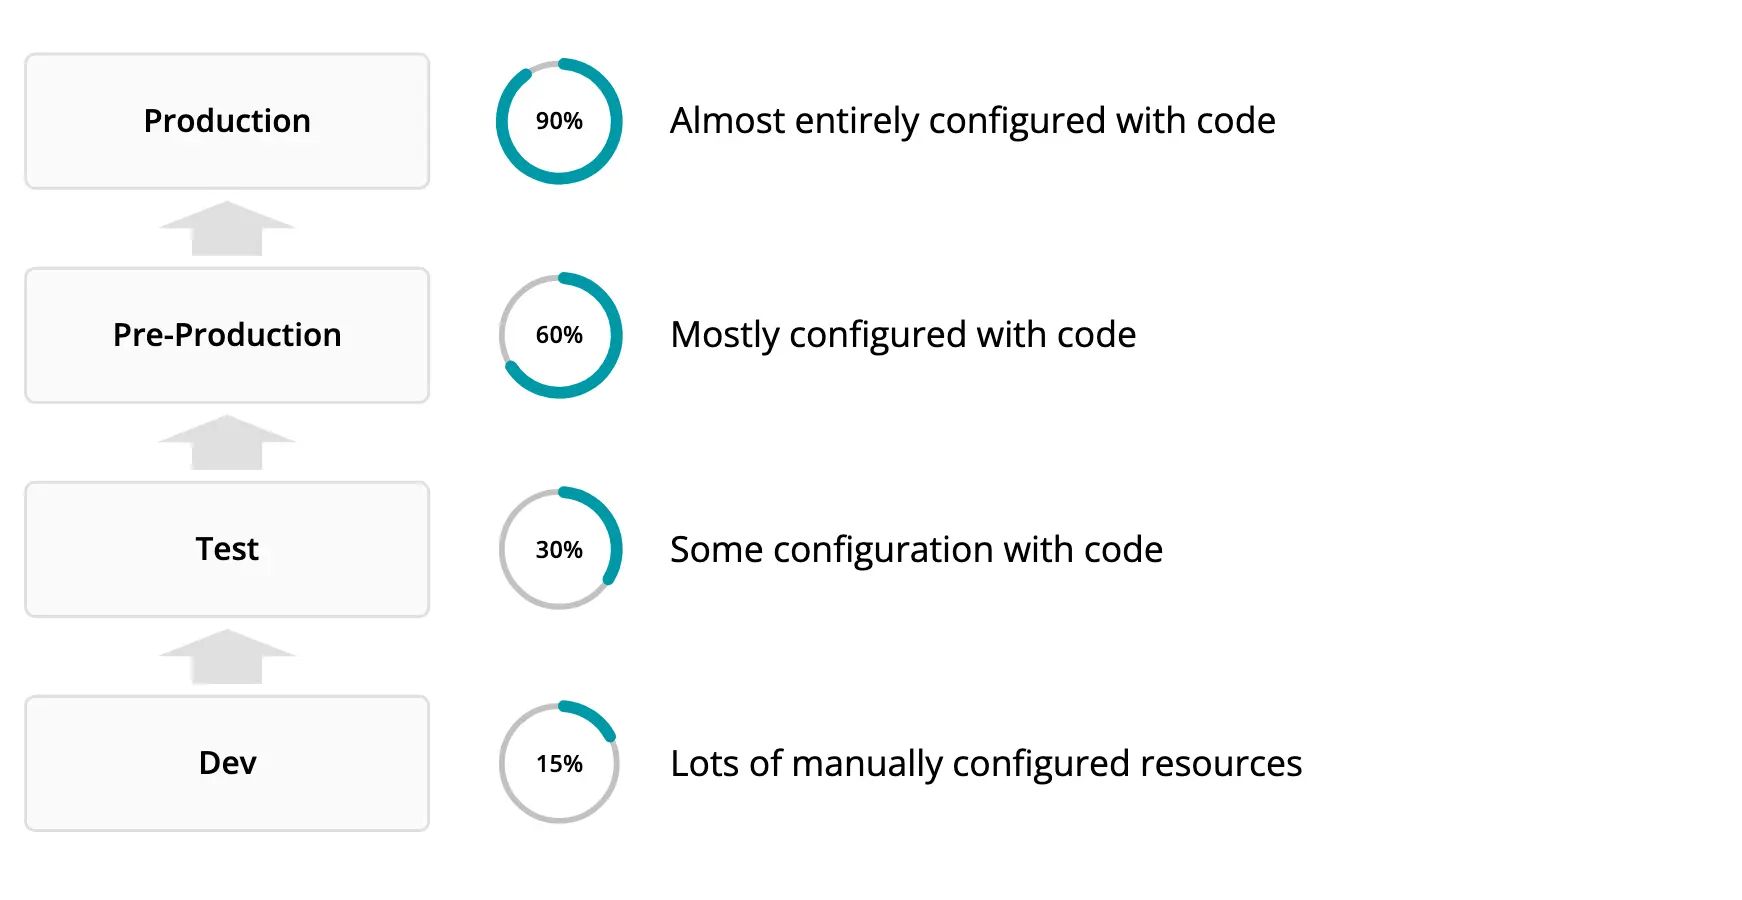 Production
90%
Almost entirely configured with code
Pre-Production
60%
Mostly configured with code
Test
30%
Some configuration with code
Dev
15%
Lots of manually configured resources